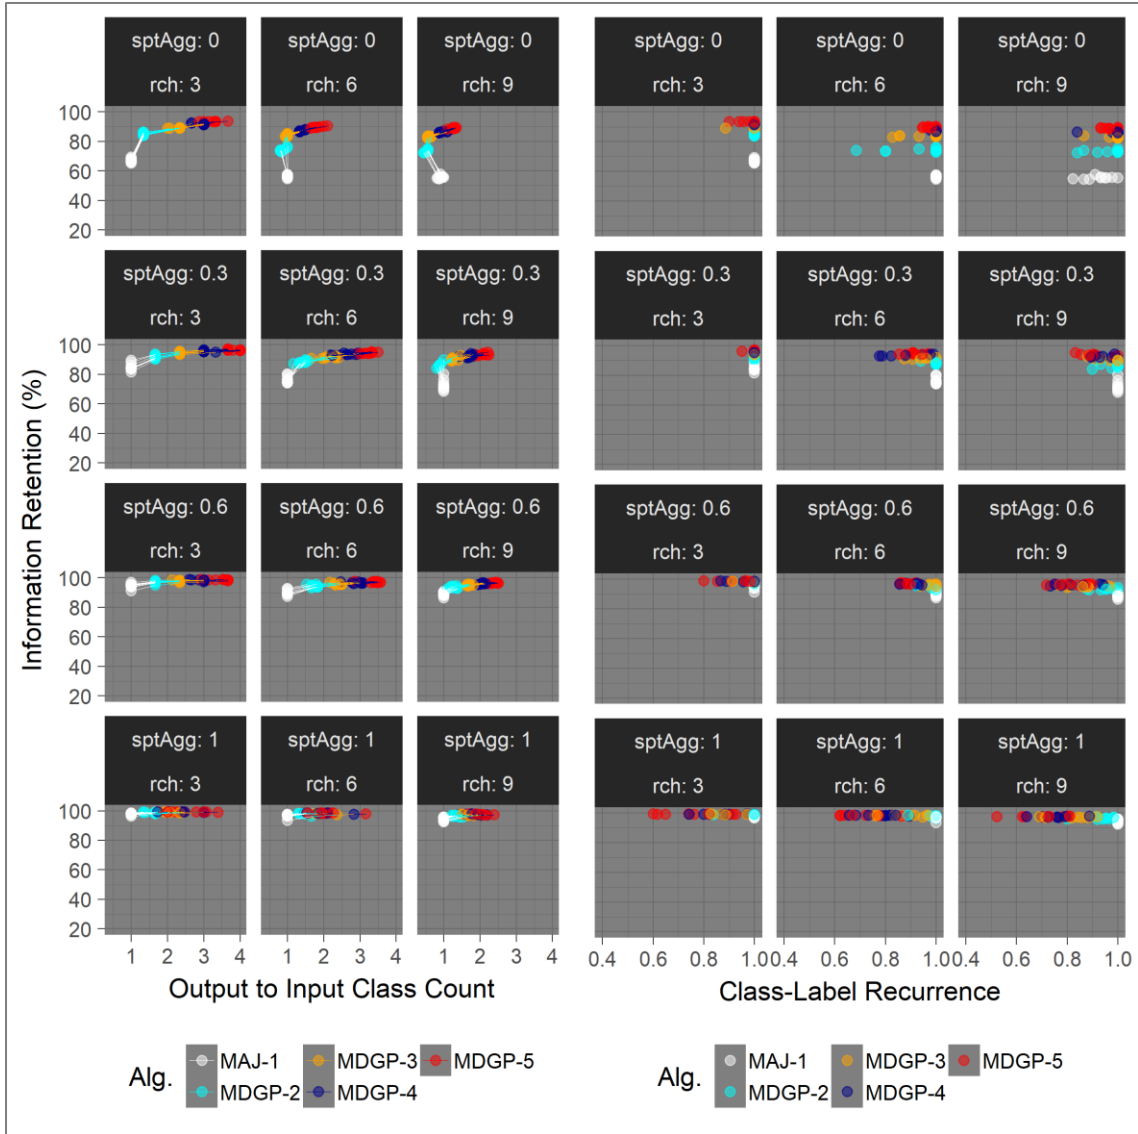 sptAgg: 0 sptAgg: 0 sptAgg: 0 sptAgg: 0 sptAgg: 0 sptAgg: 0
rch: 3 rch: 6 rch: 9 rch: 3 rch: 6 rch: 9
100
80
60
40
20
sptAgg: 0.3 sptAgg: 0.3 sptAgg: 0.3 sptAgg: 0.3 sptAgg: 0.3 sptAgg: 0.3
rch: 3 rch: 6 rch: 9 rch: 3 rch: 6 rch: 9
100
80
60
40
20
Information Retention (%)
sptAgg: 0.6 sptAgg: 0.6 sptAgg: 0.6 sptAgg: 0.6 sptAgg: 0.6 sptAgg: 0.6
rch: 3 rch: 6 rch: 9 rch: 3 rch: 6 rch: 9
100
80
60
40
20
sptAgg: 1 sptAgg: 1 sptAgg: 1 sptAgg: 1 sptAgg: 1 sptAgg: 1
rch: 3 rch: 6 rch: 9 rch: 3 rch: 6 rch: 9
100
80
60
40
20
1 2 3 4 1 2 3 4 1 2 3 4 0.4 0.6 0.8 1.0 0.4 0.6 0.8 1.0 0.4 0.6 0.8 1.0
Output to Input Class Count Class-Label Recurrence
Alg. MAJ-1 MDGP-3 MDGP-5 Alg. MAJ-1 MDGP-3 MDGP-5
MDGP-2 MDGP-4 MDGP-2 MDGP-4